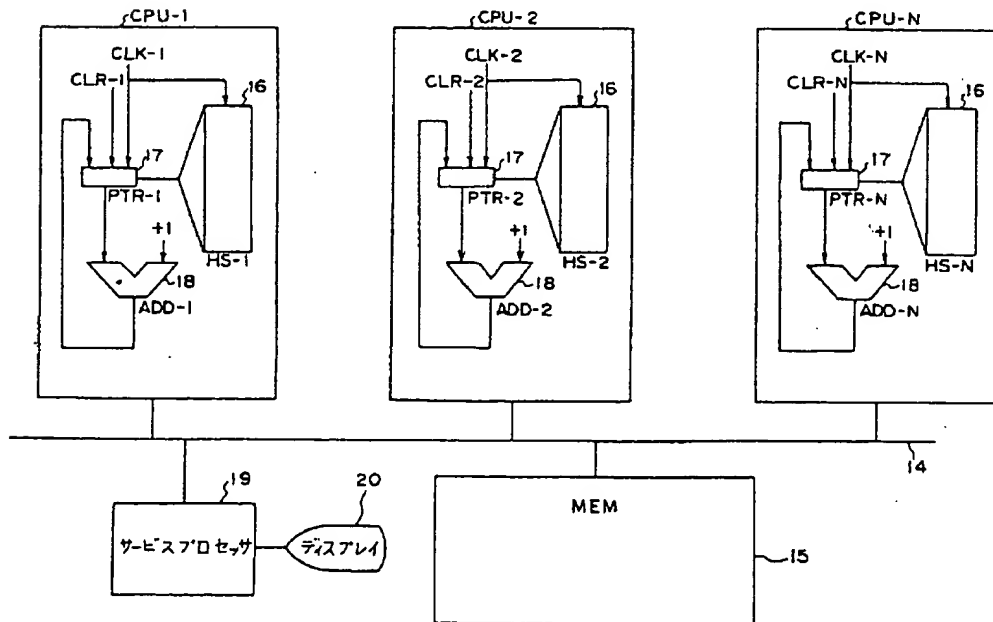 CPU-1
CLK-1
CLR-1
16
17
PTR-1
+1
HS-1
18
ADD-1
CPU-2
CLK-2
CLR-2
16
17
PTR-2
+1
HS-2
18
ADD-2
CPU-N
CLK-N
CLR-N
16
17
PTR-N
+1
HS-N
18
ADD-N
14
19
サービスプロセッサ
20
ディスプレイ
MEM
15